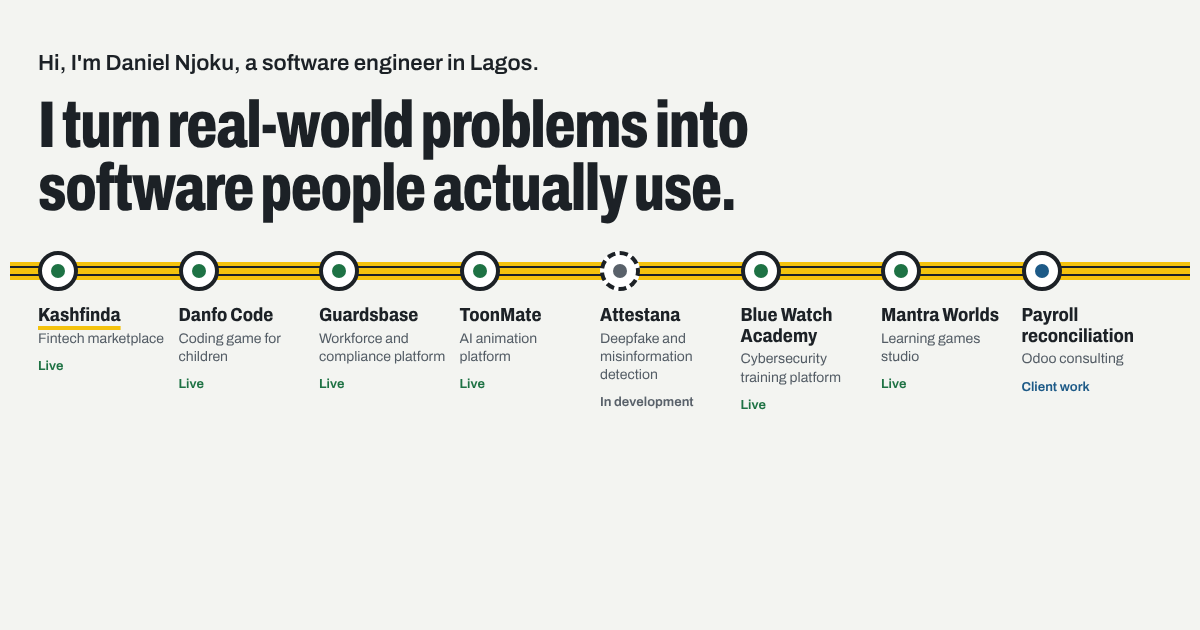 Hi, I'm Daniel Njoku, a software engineer in Lagos.
I turn real-world problems into
software people actually use.
Kashfinda
Fintech marketplace
Live
Danfo Code
Coding game for
children
Live
Guardsbase
Workforce and
compliance platform
Live
ToonMate
AI animation
platform
Live
Attestana
Deepfake and
misinformation
detection
In development
Blue Watch
Academy
Cybersecurity
training platform
Live
Mantra Worlds
Learning games
studio
Live
Payroll
reconciliation
Odoo consulting
Client work